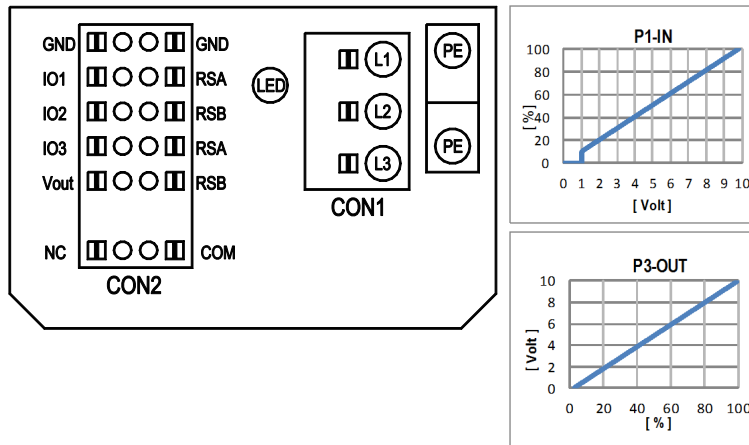 GND GND
IO1 RSA
IO2 RSB
IO3 RSA
Vout RSB
NC COM
CON2
LED
L1
L2
L3
CON1
PE
PE
P1-IN
100
80
60
40
20
0
[ % ]
0 1 2 3 4 5 6 7 8 9 10
[ Volt ]
P3-OUT
10
8
6
4
2
0
[ Volt ]
0 20 40 60 80 100
[ % ]